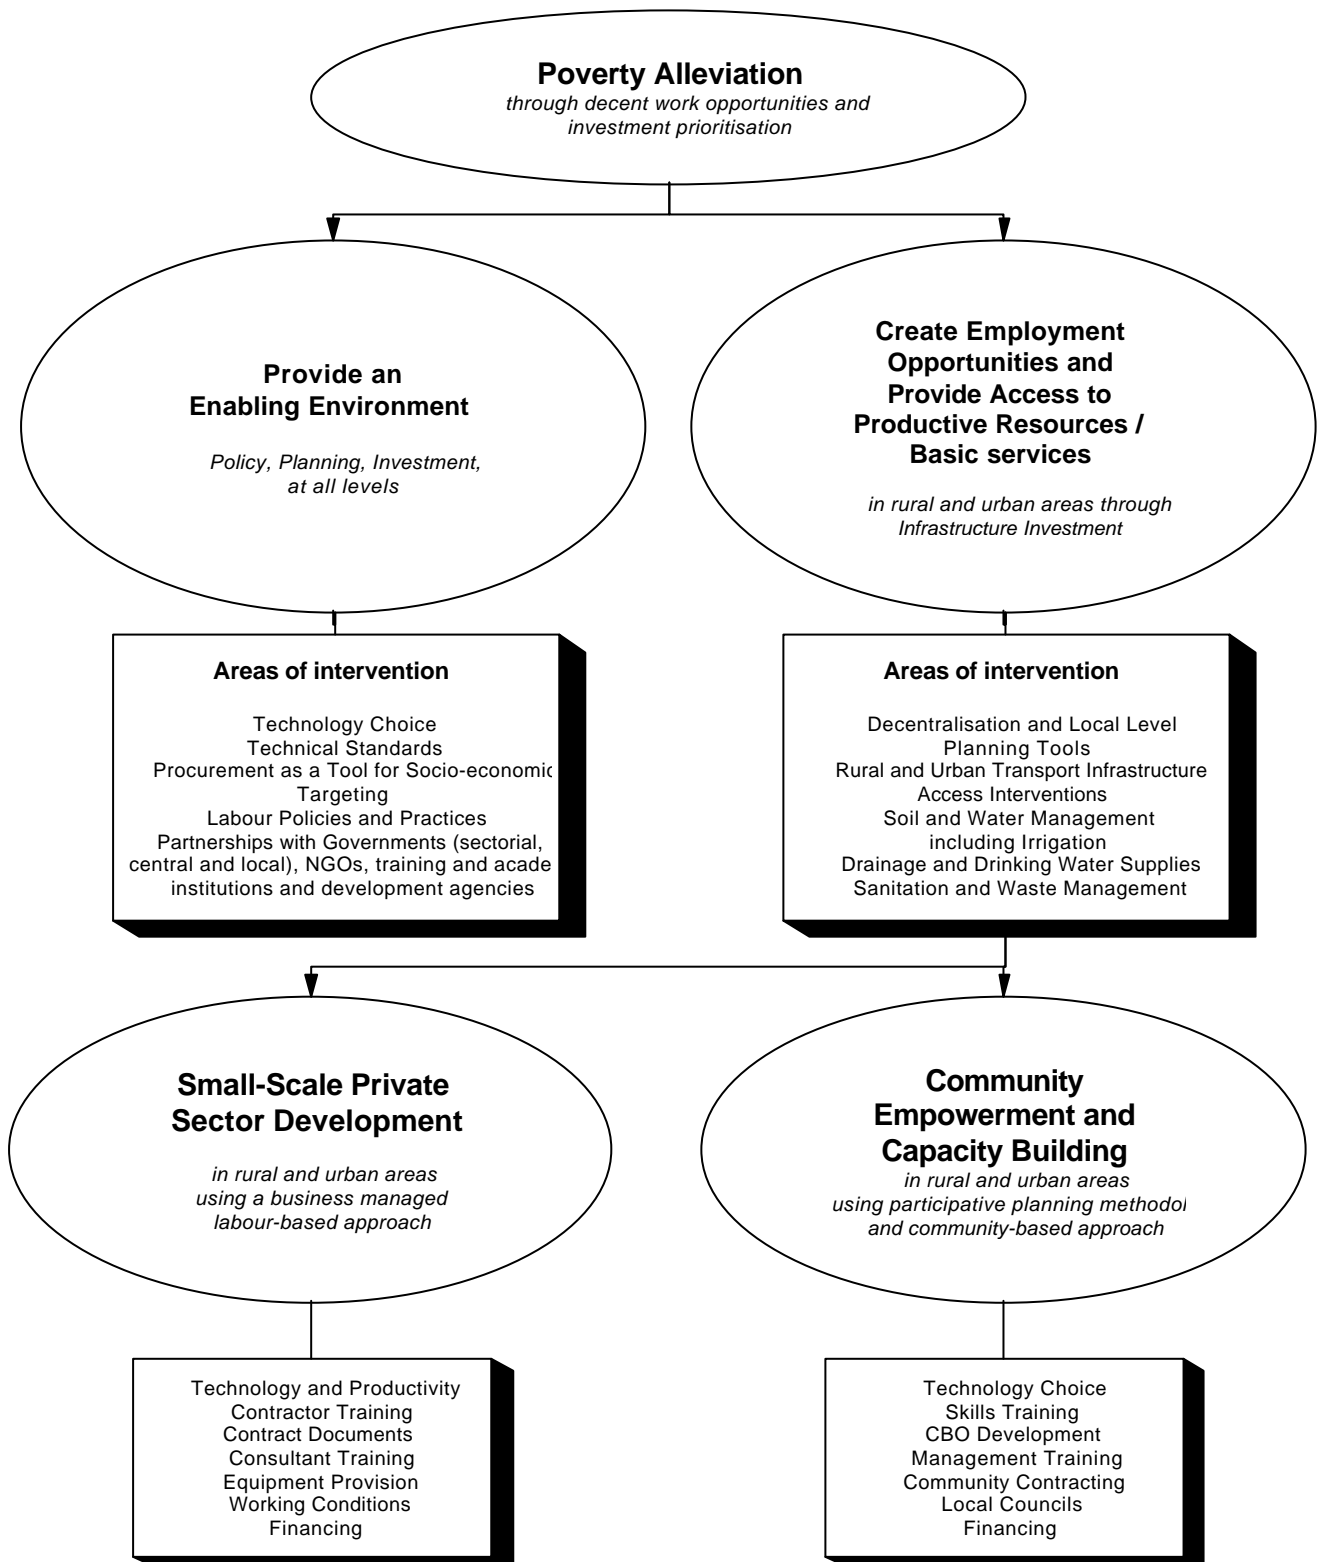 Poverty Alleviation
through decent work opportunities and
investment prioritisation
Provide an
Enabling Environment
Policy, Planning, Investment,
at all levels
Create Employment
Opportunities and
Provide Access to
Productive Resources /
Basic services
in rural and urban areas through
Infrastructure Investment
Areas of intervention
Technology Choice
Technical Standards
Procurement as a Tool for Socio-economic
Targeting
Labour Policies and Practices
Partnerships with Governments (sectorial,
central and local), NGOs, training and acade
institutions and development agencies
Areas of intervention
Decentralisation and Local Level
Planning Tools
Rural and Urban Transport Infrastructure
Access Interventions
Soil and Water Management
including Irrigation
Drainage and Drinking Water Supplies
Sanitation and Waste Management
Small-Scale Private
Sector Development
in rural and urban areas
using a business managed
labour-based approach
Community
Empowerment and
Capacity Building
in rural and urban areas
using participative planning methodol
and community-based approach
Technology and Productivity
Contractor Training
Contract Documents
Consultant Training
Equipment Provision
Working Conditions
Financing
Technology Choice
Skills Training
CBO Development
Management Training
Community Contracting
Local Councils
Financing